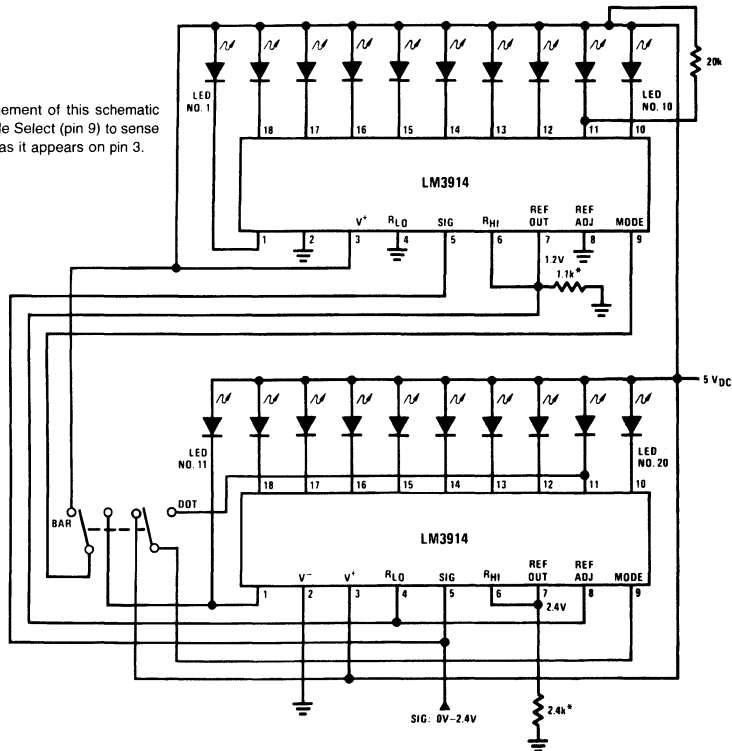 20k
LED
NO. 1
LED
NO. 10
ement of this schematic
le Select (pin 9) to sense
as it appears on pin 3.
18 17 16 15 14 13 12 11 10
LM3914
V+ RLO SIG RHI REF OUT REF ADJ MODE
1 2 3 4 5 6 7 8 9
1.2V
1.1k*
5 VDC
LED
NO. 11
LED
NO. 20
18 17 16 15 14 13 12 11 10
BAR
DOT
LM3914
V− V+ RLO SIG RHI REF OUT REF ADJ MODE
1 2 3 4 5 6 7 8 9
2.4V
2.4k*
SIG: 0V–2.4V